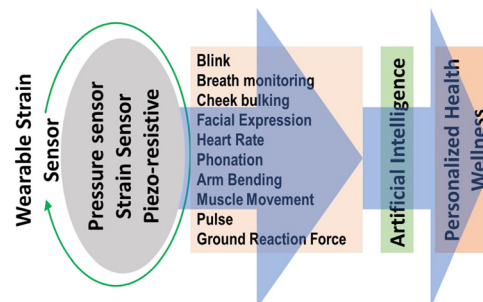 Wearable Strain
Sensor
Pressure sensor
Strain Sensor
Piezo-resistive
Blink
Breath monitoring
Cheek bulking
Facial Expression
Heart Rate
Phonation
Arm Bending
Muscle Movement
Pulse
Ground Reaction Force
Artificial Intelligence
Personalized Health
Wellness